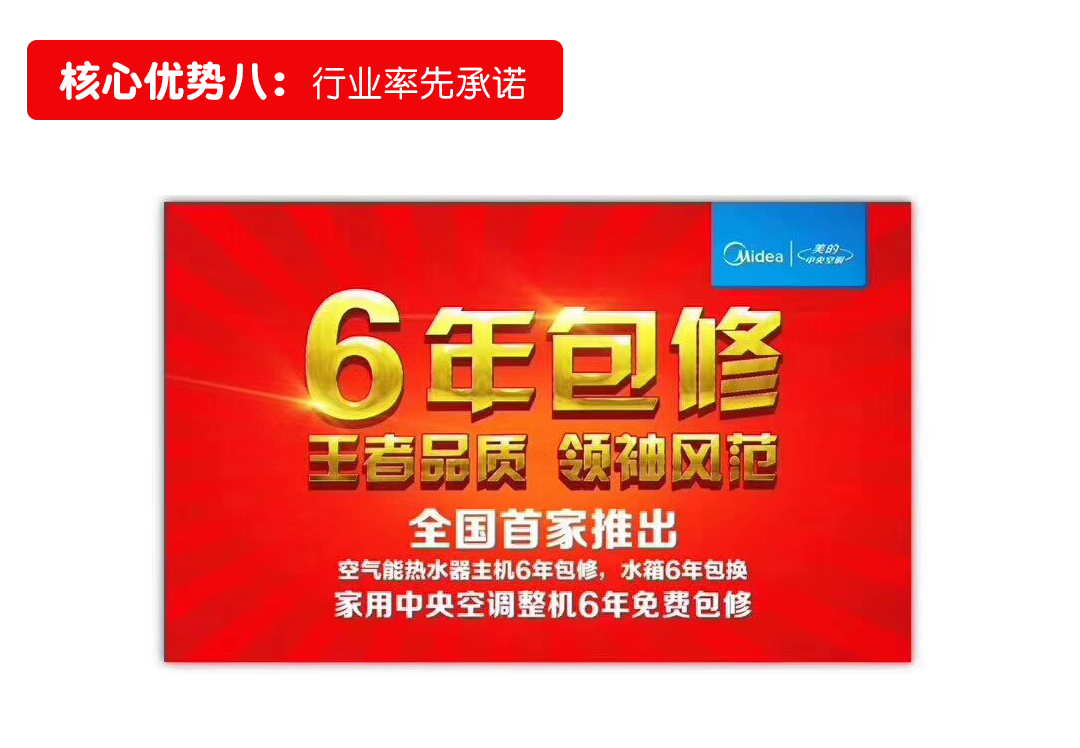 核心优势八：行业率先承诺
Midea 美的
中央空调
6年包修
王者品质 领袖风范
全国首家推出
空气能热水器主机6年包修，水箱6年包换
家用中央空调整机6年免费包修